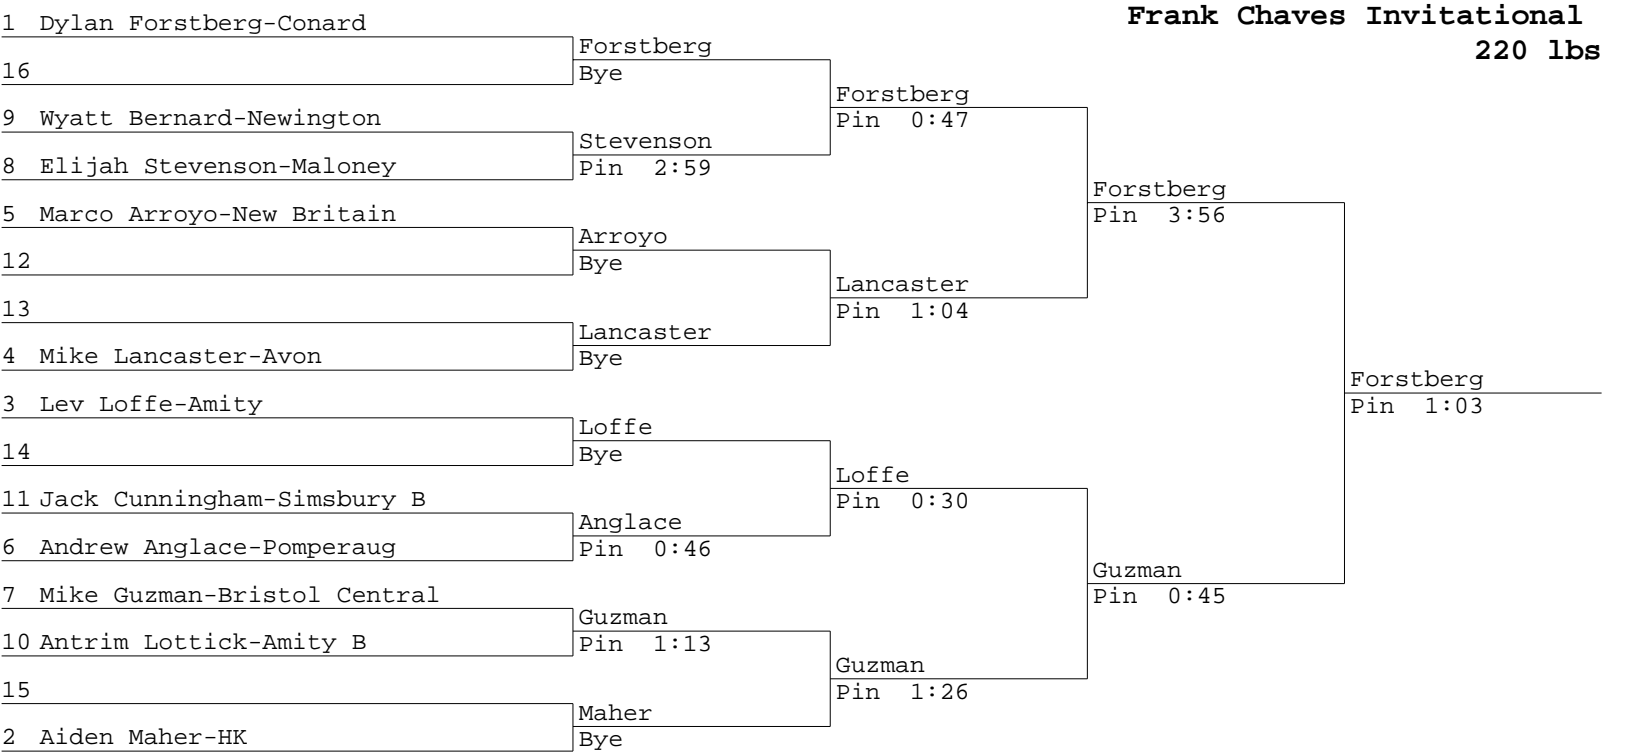 Frank Chaves Invitational
220 lbs
1 Dylan Forstberg-Conard
16
9 Wyatt Bernard-Newington
8 Elijah Stevenson-Maloney
5 Marco Arroyo-New Britain
12
13
4 Mike Lancaster-Avon
3 Lev Loffe-Amity
14
11 Jack Cunningham-Simsbury B
6 Andrew Anglace-Pomperaug
7 Mike Guzman-Bristol Central
10 Antrim Lottick-Amity B
15
2 Aiden Maher-HK
Forstberg
Bye
Stevenson
Pin 2:59
Arroyo
Bye
Lancaster
Bye
Loffe
Bye
Anglace
Pin 0:46
Guzman
Pin 1:13
Maher
Bye
Forstberg
Pin 0:47
Lancaster
Pin 1:04
Loffe
Pin 0:30
Guzman
Pin 1:26
Forstberg
Pin 3:56
Guzman
Pin 0:45
Forstberg
Pin 1:03